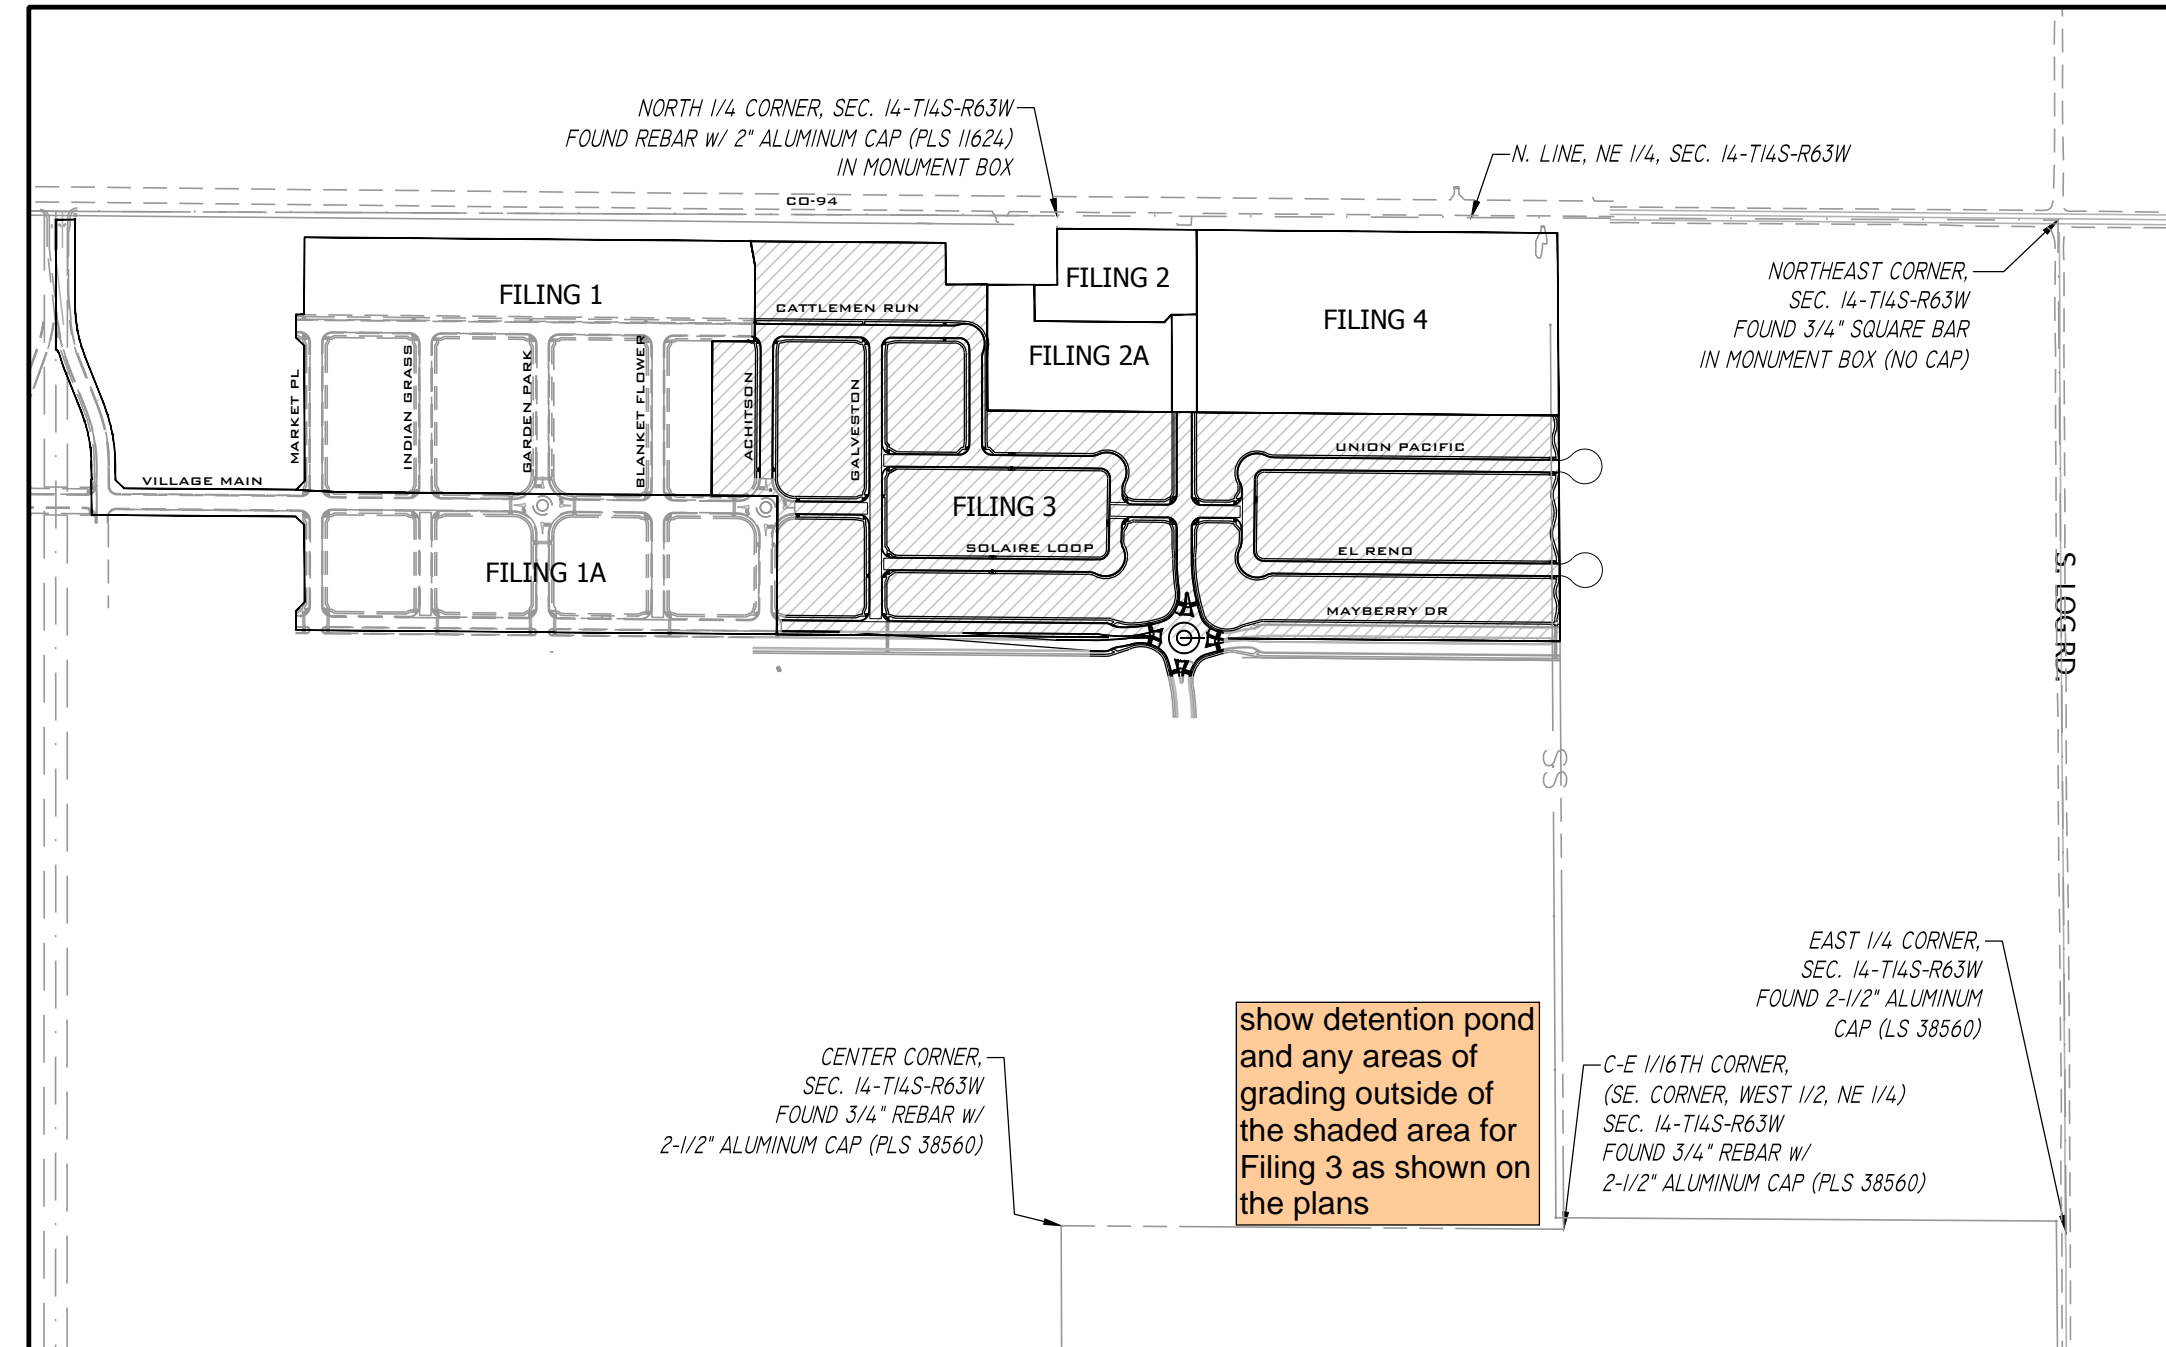 NORTH 1/4 CORNER, SEC. 14-T14S-R63W
FOUND REBAR W/ 2" ALUMINUM CAP (PLS 11624)
IN MONUMENT BOX
N. LINE, NE 1/4, SEC. 14-T14S-R63W
CO-94
NORTHEAST CORNER,
SEC. 14-T14S-R63W
FOUND 3/4" SQUARE BAR
IN MONUMENT BOX (NO CAP)
FILING 1
FILING 2
FILING 2A
FILING 4
CATTLEMEN RUN
MARKET PL
INDIAN GRASS
GARDEN PARK
BLANKET FLOWER
ACHITSON
GALVESTON
UNION PACIFIC
VILLAGE MAIN
FILING 3
SOLAIRE LOOP
EL RENO
FILING 1A
MAYBERRY DR
S. LOG RD.
SS
EAST 1/4 CORNER,
SEC. 14-T14S-R63W
FOUND 2-1/2" ALUMINUM
CAP (LS 38560)
CENTER CORNER,
SEC. 14-T14S-R63W
FOUND 3/4" REBAR W/
2-1/2" ALUMINUM CAP (PLS 38560)
show detention pond
and any areas of
grading outside of
the shaded area for
Filing 3 as shown on
the plans
C-E 1/16TH CORNER,
(SE. CORNER, WEST 1/2, NE 1/4)
SEC. 14-T14S-R63W
FOUND 3/4" REBAR W/
2-1/2" ALUMINUM CAP (PLS 38560)